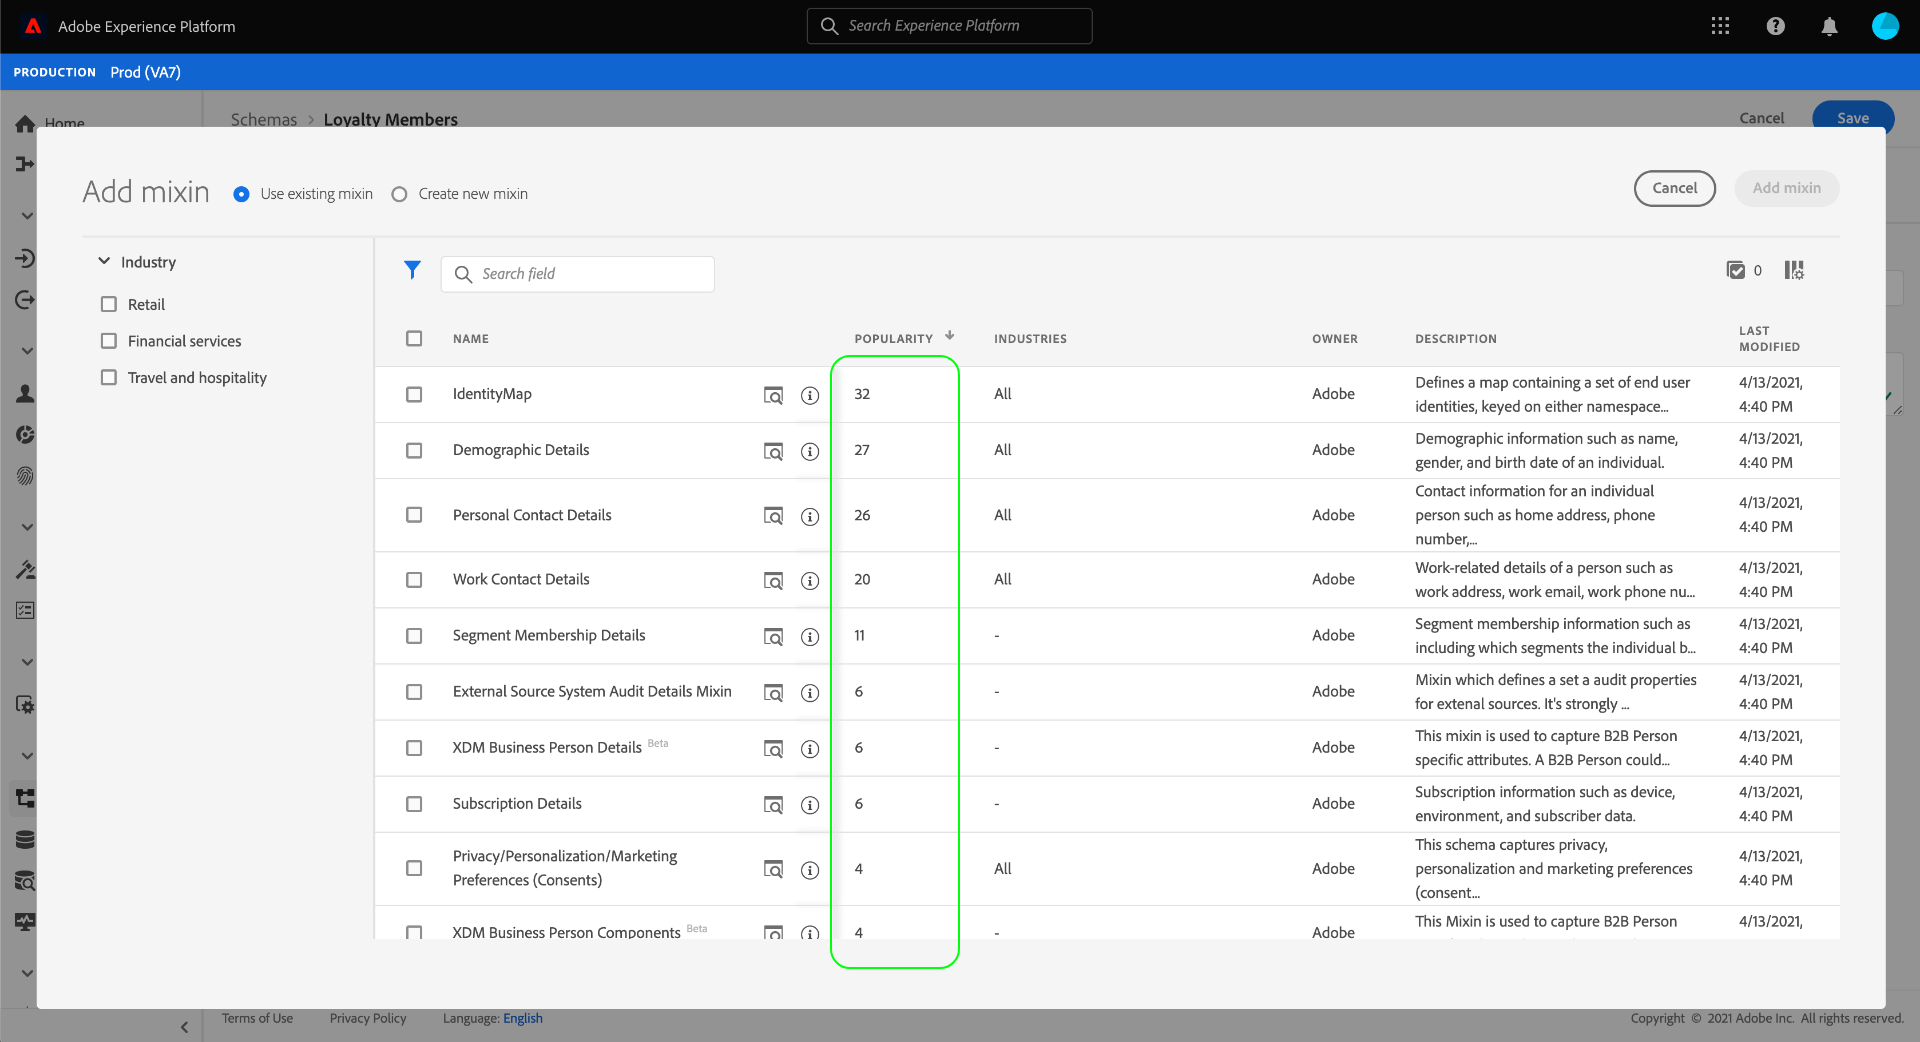 Adobe Experience Platform
Search Experience Platform
PRODUCTION Prod (VA7)
Home
Schemas > Loyalty Members
Cancel Save
Add mixin
Use existing mixin Create new mixin
Cancel Add mixin
Industry
Retail
Financial services
Travel and hospitality
Search field
0
NAME POPULARITY INDUSTRIES OWNER DESCRIPTION LAST
MODIFIED
IdentityMap 32 All Adobe Defines a map containing a set of end user 4/13/2021,
identities, keyed on either namespace... 4:40 PM
Demographic Details 27 All Adobe Demographic information such as name, 4/13/2021,
gender, and birth date of an individual. 4:40 PM
Personal Contact Details 26 All Adobe Contact information for an individual 4/13/2021,
person such as home address, phone 4:40 PM
number,...
Work Contact Details 20 All Adobe Work-related details of a person such as 4/13/2021,
work address, work email, work phone nu... 4:40 PM
Segment Membership Details 11 - Adobe Segment membership information such as 4/13/2021,
including which segments the individual b... 4:40 PM
External Source System Audit Details Mixin 6 - Adobe Mixin which defines a set a audit properties 4/13/2021,
for extenal sources. It's strongly ... 4:40 PM
XDM Business Person Details Beta 6 - Adobe This mixin is used to capture B2B Person 4/13/2021,
specific attributes. A B2B Person could... 4:40 PM
Subscription Details 6 - Adobe Subscription information such as device, 4/13/2021,
environment, and subscriber data. 4:40 PM
Privacy/Personalization/Marketing 4 All Adobe This schema captures privacy, 4/13/2021,
Preferences (Consents) personalization and marketing preferences 4:40 PM
(consent...
XDM Business Person Components Beta 4 - Adobe This Mixin is used to capture B2B Person 4/13/2021,
Terms of Use Privacy Policy Language: English Copyright © 2021 Adobe Inc. All rights reserved.